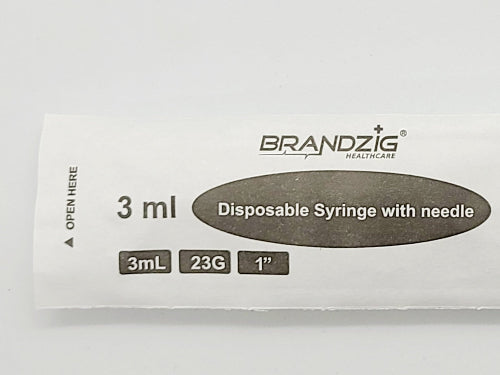 BRANDZIG®
HEALTHCARE
▲ OPEN HERE
3 ml
Disposable Syringe with needle
3mL 23G 1”